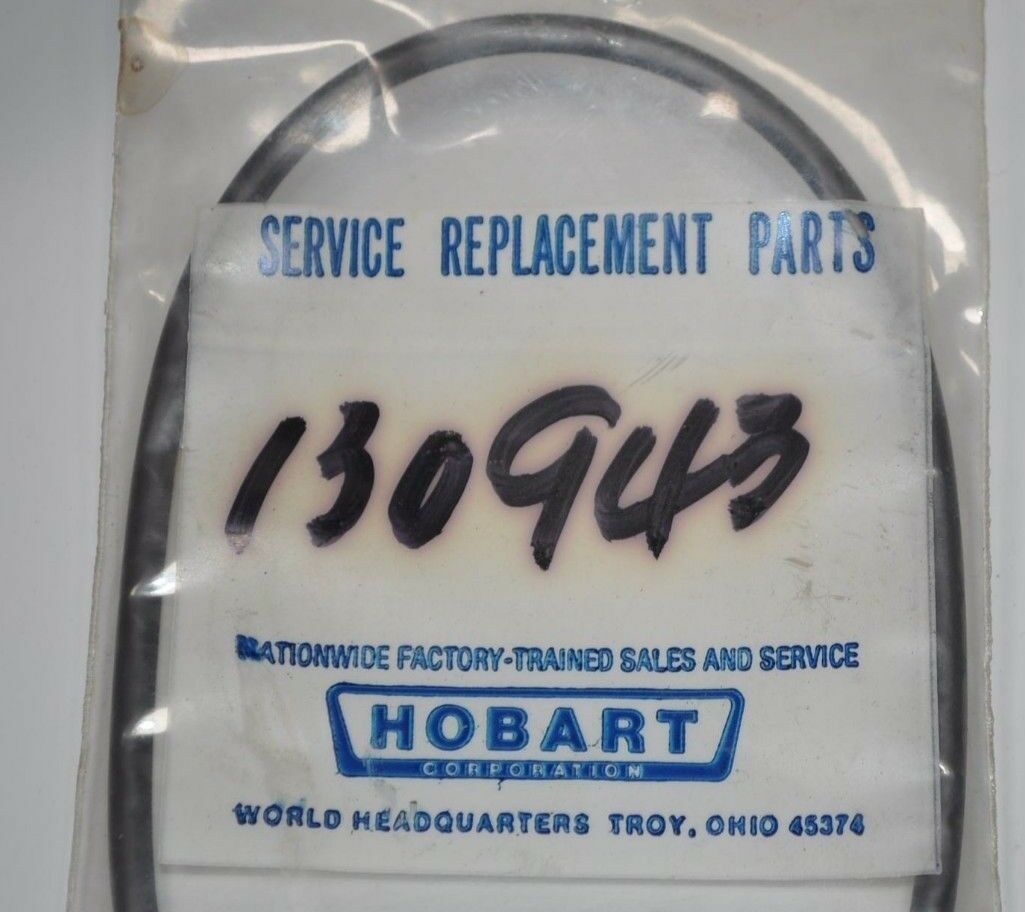 SERVICE REPLACEMENT PARTS
130943
NATIONWIDE FACTORY-TRAINED SALES AND SERVICE
HOBART
CORPORATION
WORLD HEADQUARTERS TROY, OHIO 45374